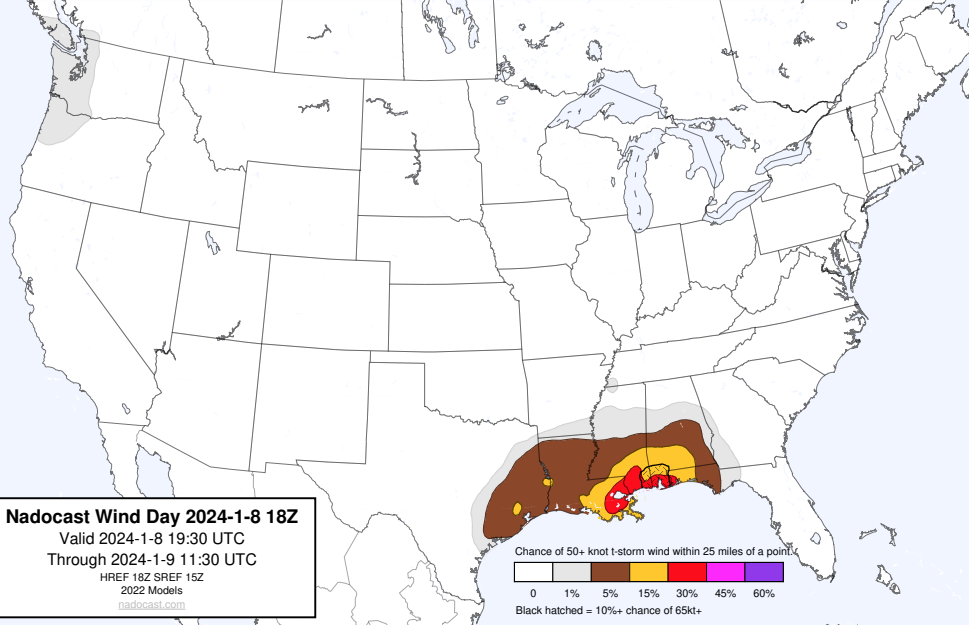 Nadocast Wind Day 2024-1-8 18Z
Valid 2024-1-8 19:30 UTC
Through 2024-1-9 11:30 UTC
HREF 18Z SREF 15Z
2022 Models
nadocast.com
Chance of 50+ knot t-storm wind within 25 miles of a point.
0 1% 5% 15% 30% 45% 60%
Black hatched = 10%+ chance of 65kt+